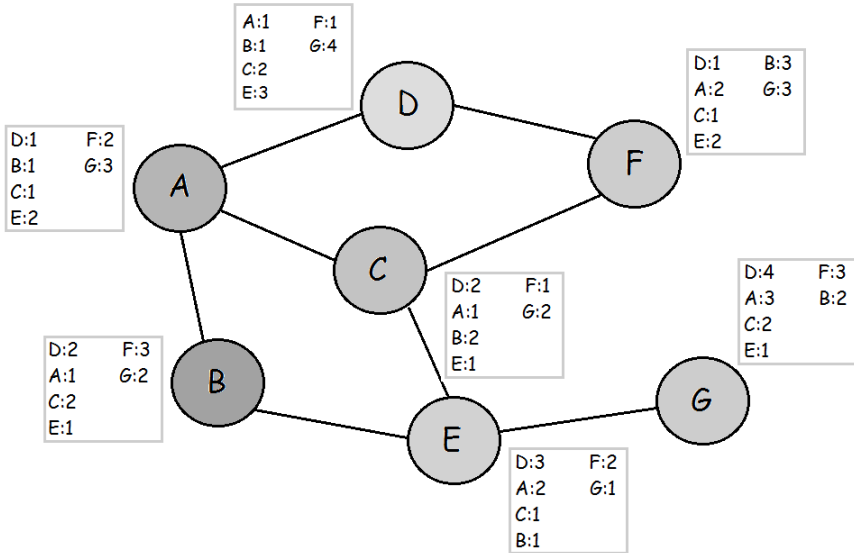 A:1 F:1
B:1 G:4
C:2
E:3
D
D:1 B:3
A:2 G:3
C:1
E:2
F
D:1 F:2
B:1 G:3
C:1
E:2
A
C
D:2 F:1
A:1 G:2
B:2
E:1
D:4 F:3
A:3 B:2
C:2
E:1
D:2 F:3
A:1 G:2
C:2
E:1
B
G
E
D:3 F:2
A:2 G:1
C:1
B:1